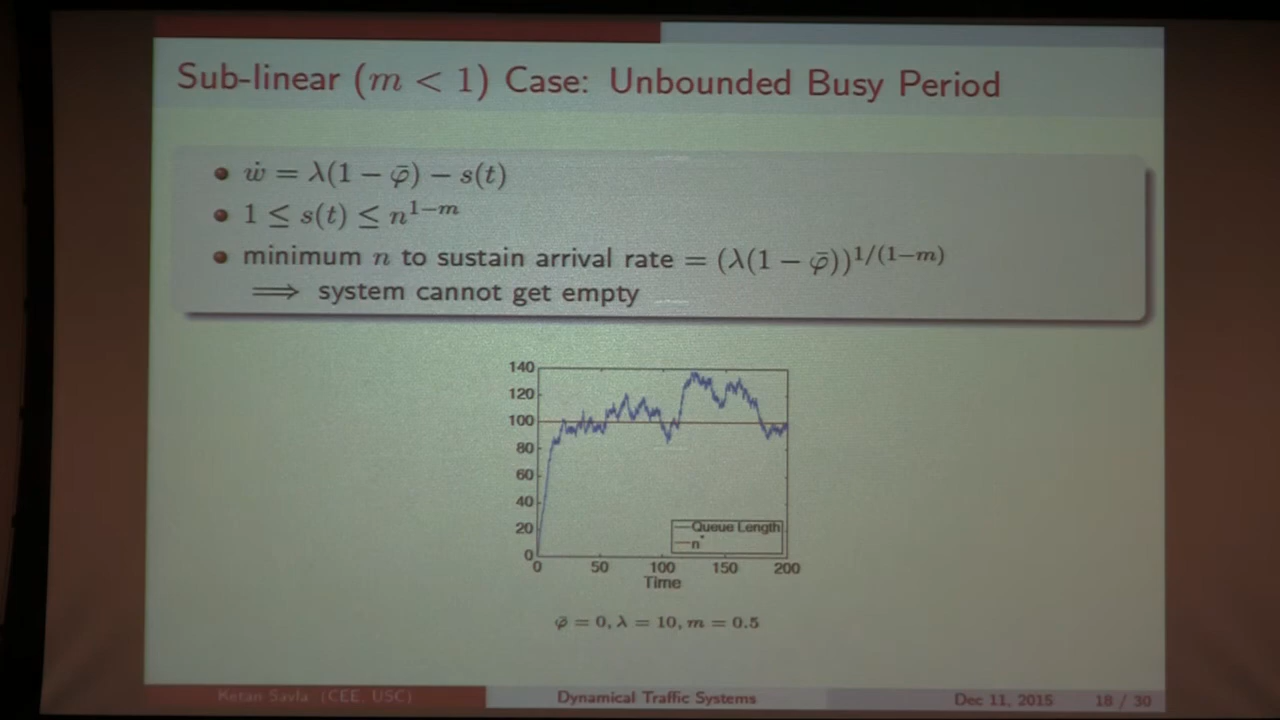 Sub-linear (m < 1) Case: Unbounded Busy Period
ẇ = λ(1 − φ̄) − s(t)
1 ≤ s(t) ≤ n^{1−m}
minimum n to sustain arrival rate = (λ(1 − φ̄))^{1/(1−m)}
⟹ system cannot get empty
140
120
100
80
60
40
20
0
Queue Length
n*
0 50 100 150 200
Time
φ̄ = 0, λ = 10, m = 0.5
Ketan Savla (CEE, USC) Dynamical Traffic Systems Dec 11, 2015 18 / 30